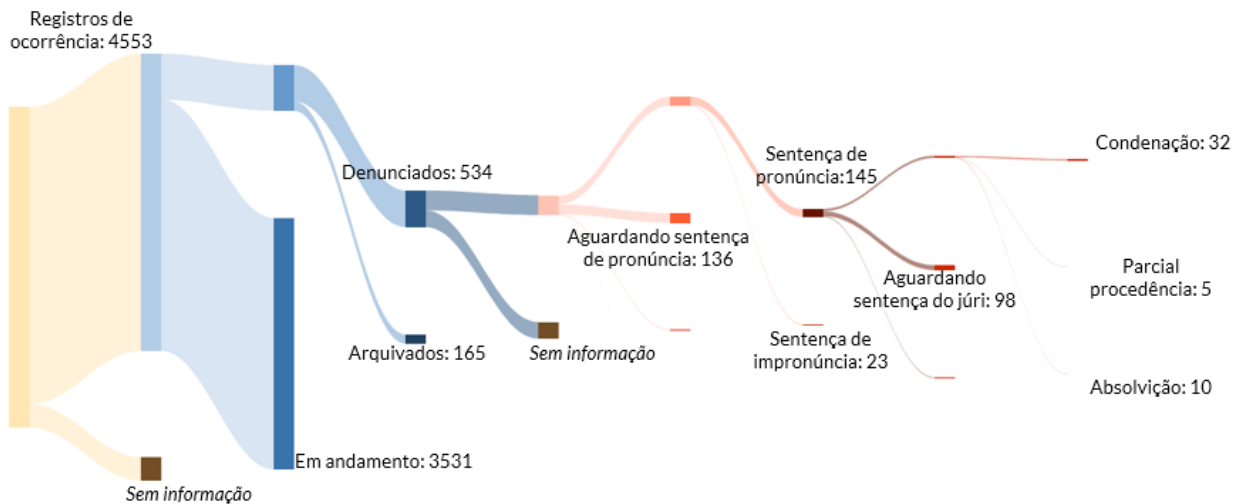 Registros de
ocorrência: 4553
Denunciados: 534
Arquivados: 165
Em andamento: 3531
Sem informação
Sem informação
Aguardando sentença
de pronúncia: 136
Sentença de
pronúncia:145
Sentença de
impronúncia: 23
Aguardando
sentença do júri: 98
Condenação: 32
Parcial
procedência: 5
Absolvição: 10